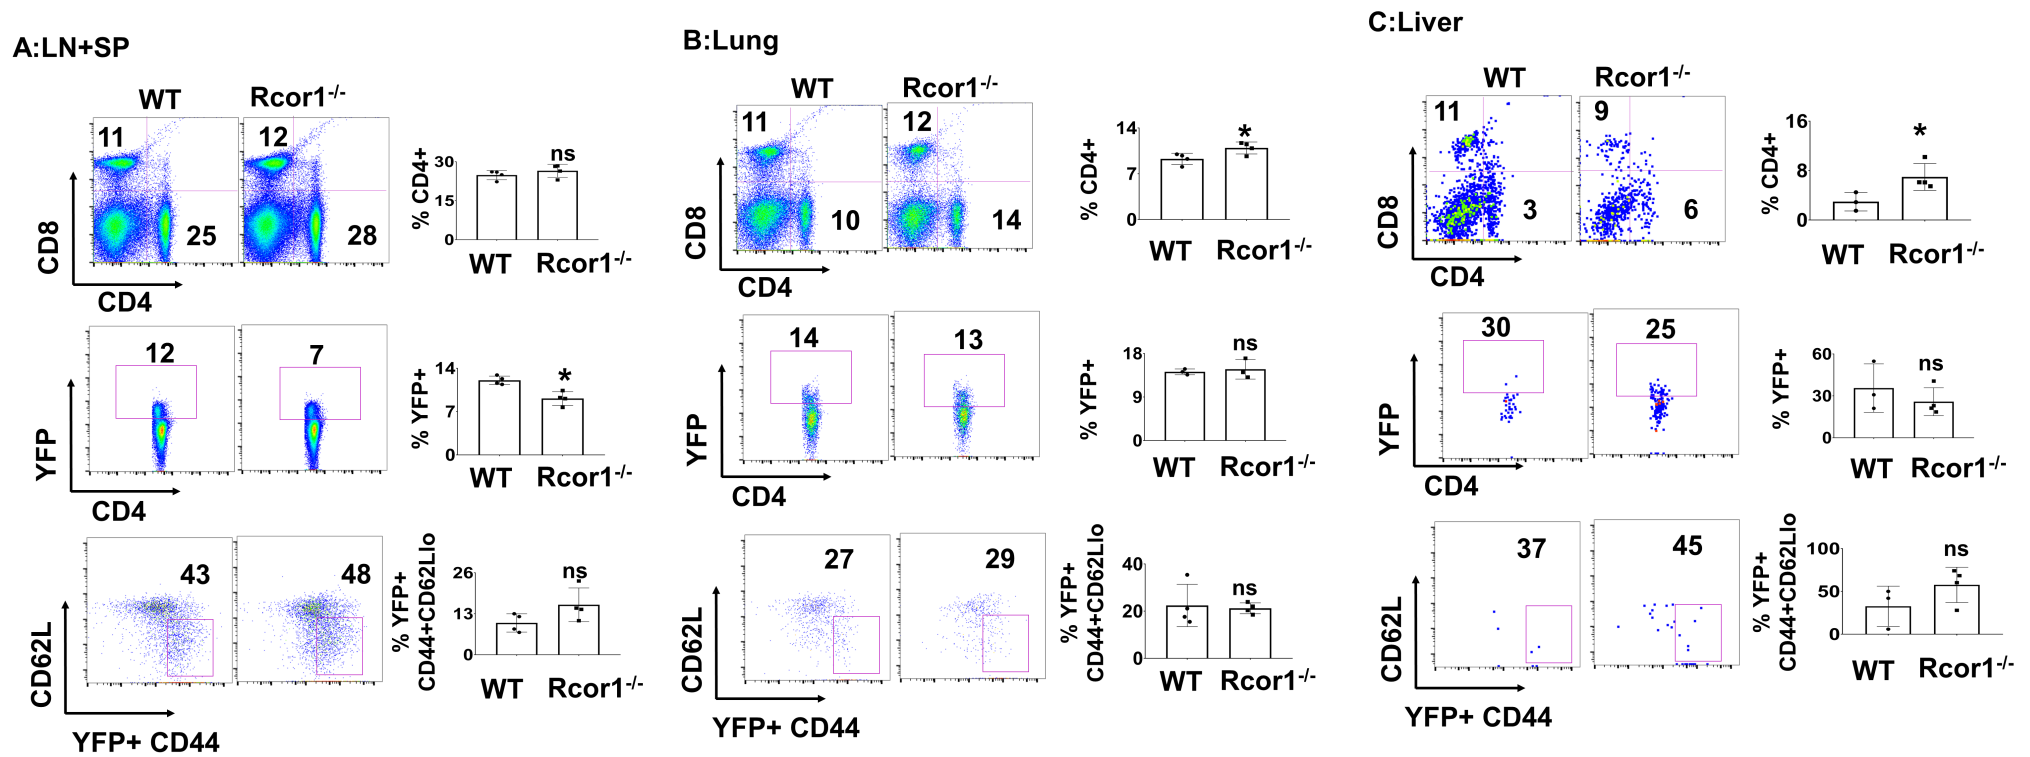 A:LN+SP
WT Rcor1-/-
11 12
25 28
CD8
CD4
30
15
0
% CD4+
ns
WT Rcor1-/-
12 7
YFP
CD4
14
7
0
% YFP+
*
WT Rcor1-/-
43 48
CD62L
YFP+ CD44
26
13
0
% YFP+
CD44+CD62Llo
ns
WT Rcor1-/-
B:Lung
WT Rcor1-/-
11 12
10 14
CD8
CD4
14
7
0
% CD4+
*
WT Rcor1-/-
14 13
YFP
CD4
18
9
0
% YFP+
ns
WT Rcor1-/-
27 29
CD62L
YFP+ CD44
40
20
0
% YFP+
CD44+CD62Llo
ns
WT Rcor1-/-
C:Liver
WT Rcor1-/-
11 9
3 6
CD8
CD4
16
8
0
% CD4+
*
WT Rcor1-/-
30 25
YFP
CD4
60
30
0
% YFP+
ns
WT Rcor1-/-
37 45
CD62L
YFP+ CD44
100
50
0
% YFP+
CD44+CD62Llo
ns
WT Rcor1-/-